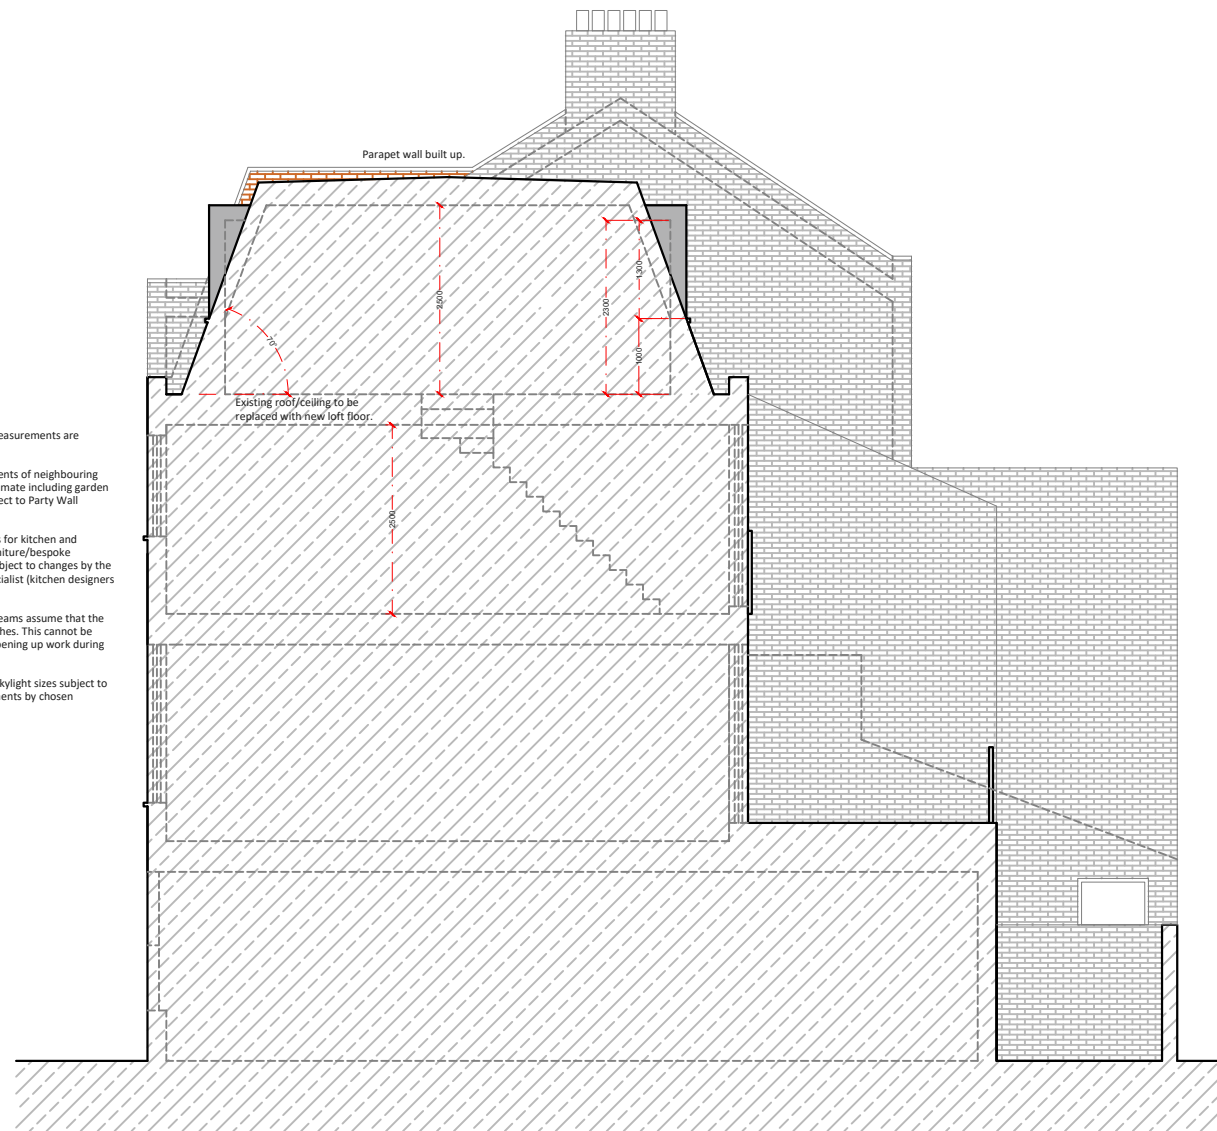 Parapet wall built up.
1300
2500
2300
70°
1000
Existing roof/ceiling to be
replaced with new loft floor.
2500
easurements are
ents of neighbouring
mate including garden
ect to Party Wall
s for kitchen and
niture/bespoke
ubject to changes by the
cialist (kitchen designers
eams assume that the
hes. This cannot be
pening up work during
kylight sizes subject to
ents by chosen